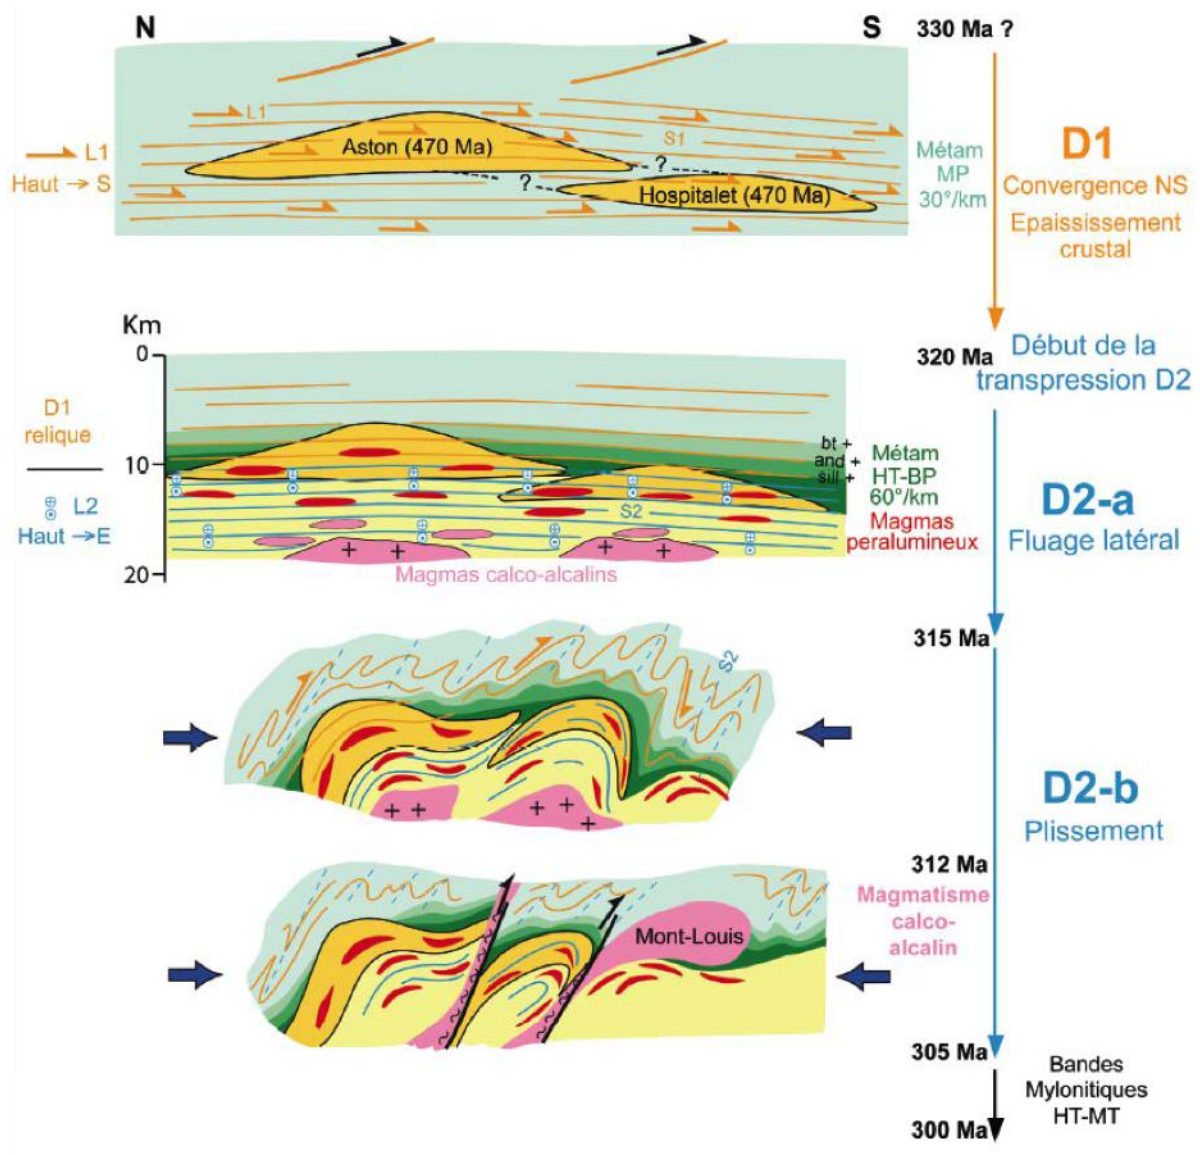 N
S
330 Ma ?
L1
Aston (470 Ma)
S1
?
?
Hospitalet (470 Ma)
L1
Haut → S
Métam
MP
30°/km
D1
Convergence NS
Epaississement
crustal
Km
0
10
20
320 Ma
Début de la
transpression D2
D1
relique
L2
Haut →E
S2
bt +
and +
sill +
Métam
HT-BP
60°/km
Magmas
peralumineux
Magmas calco-alcalins
D2-a
Fluage latéral
315 Ma
S2
D2-b
Plissement
312 Ma
Magmatisme
calco-
alcalin
Mont-Louis
305 Ma
Bandes
Mylonitiques
HT-MT
300 Ma